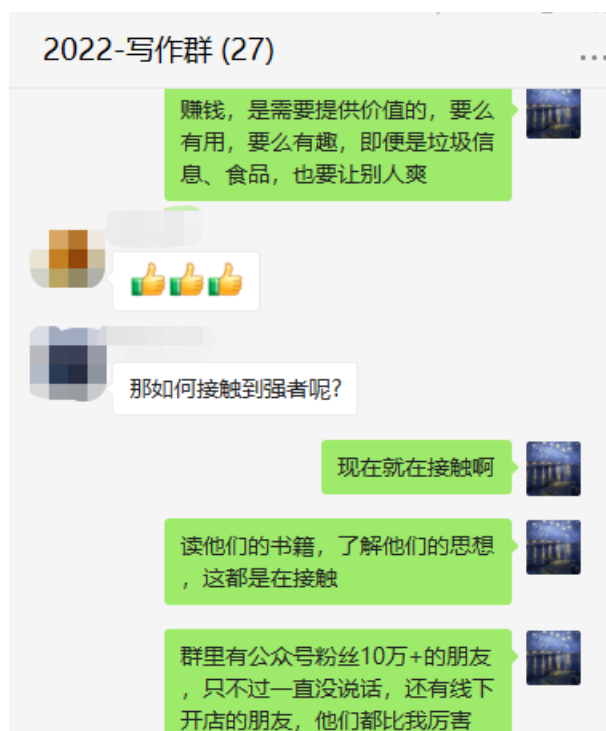 2022-写作群 (27)
赚钱，是需要提供价值的，要么
有用，要么有趣，即便是垃圾信
息、食品，也要让别人爽
那如何接触到强者呢?
现在就在接触啊
读他们的书籍，了解他们的思想
，这都是在接触
群里有公众号粉丝10万+的朋友
，只不过一直没说话，还有线下
开店的朋友，他们都比我厉害